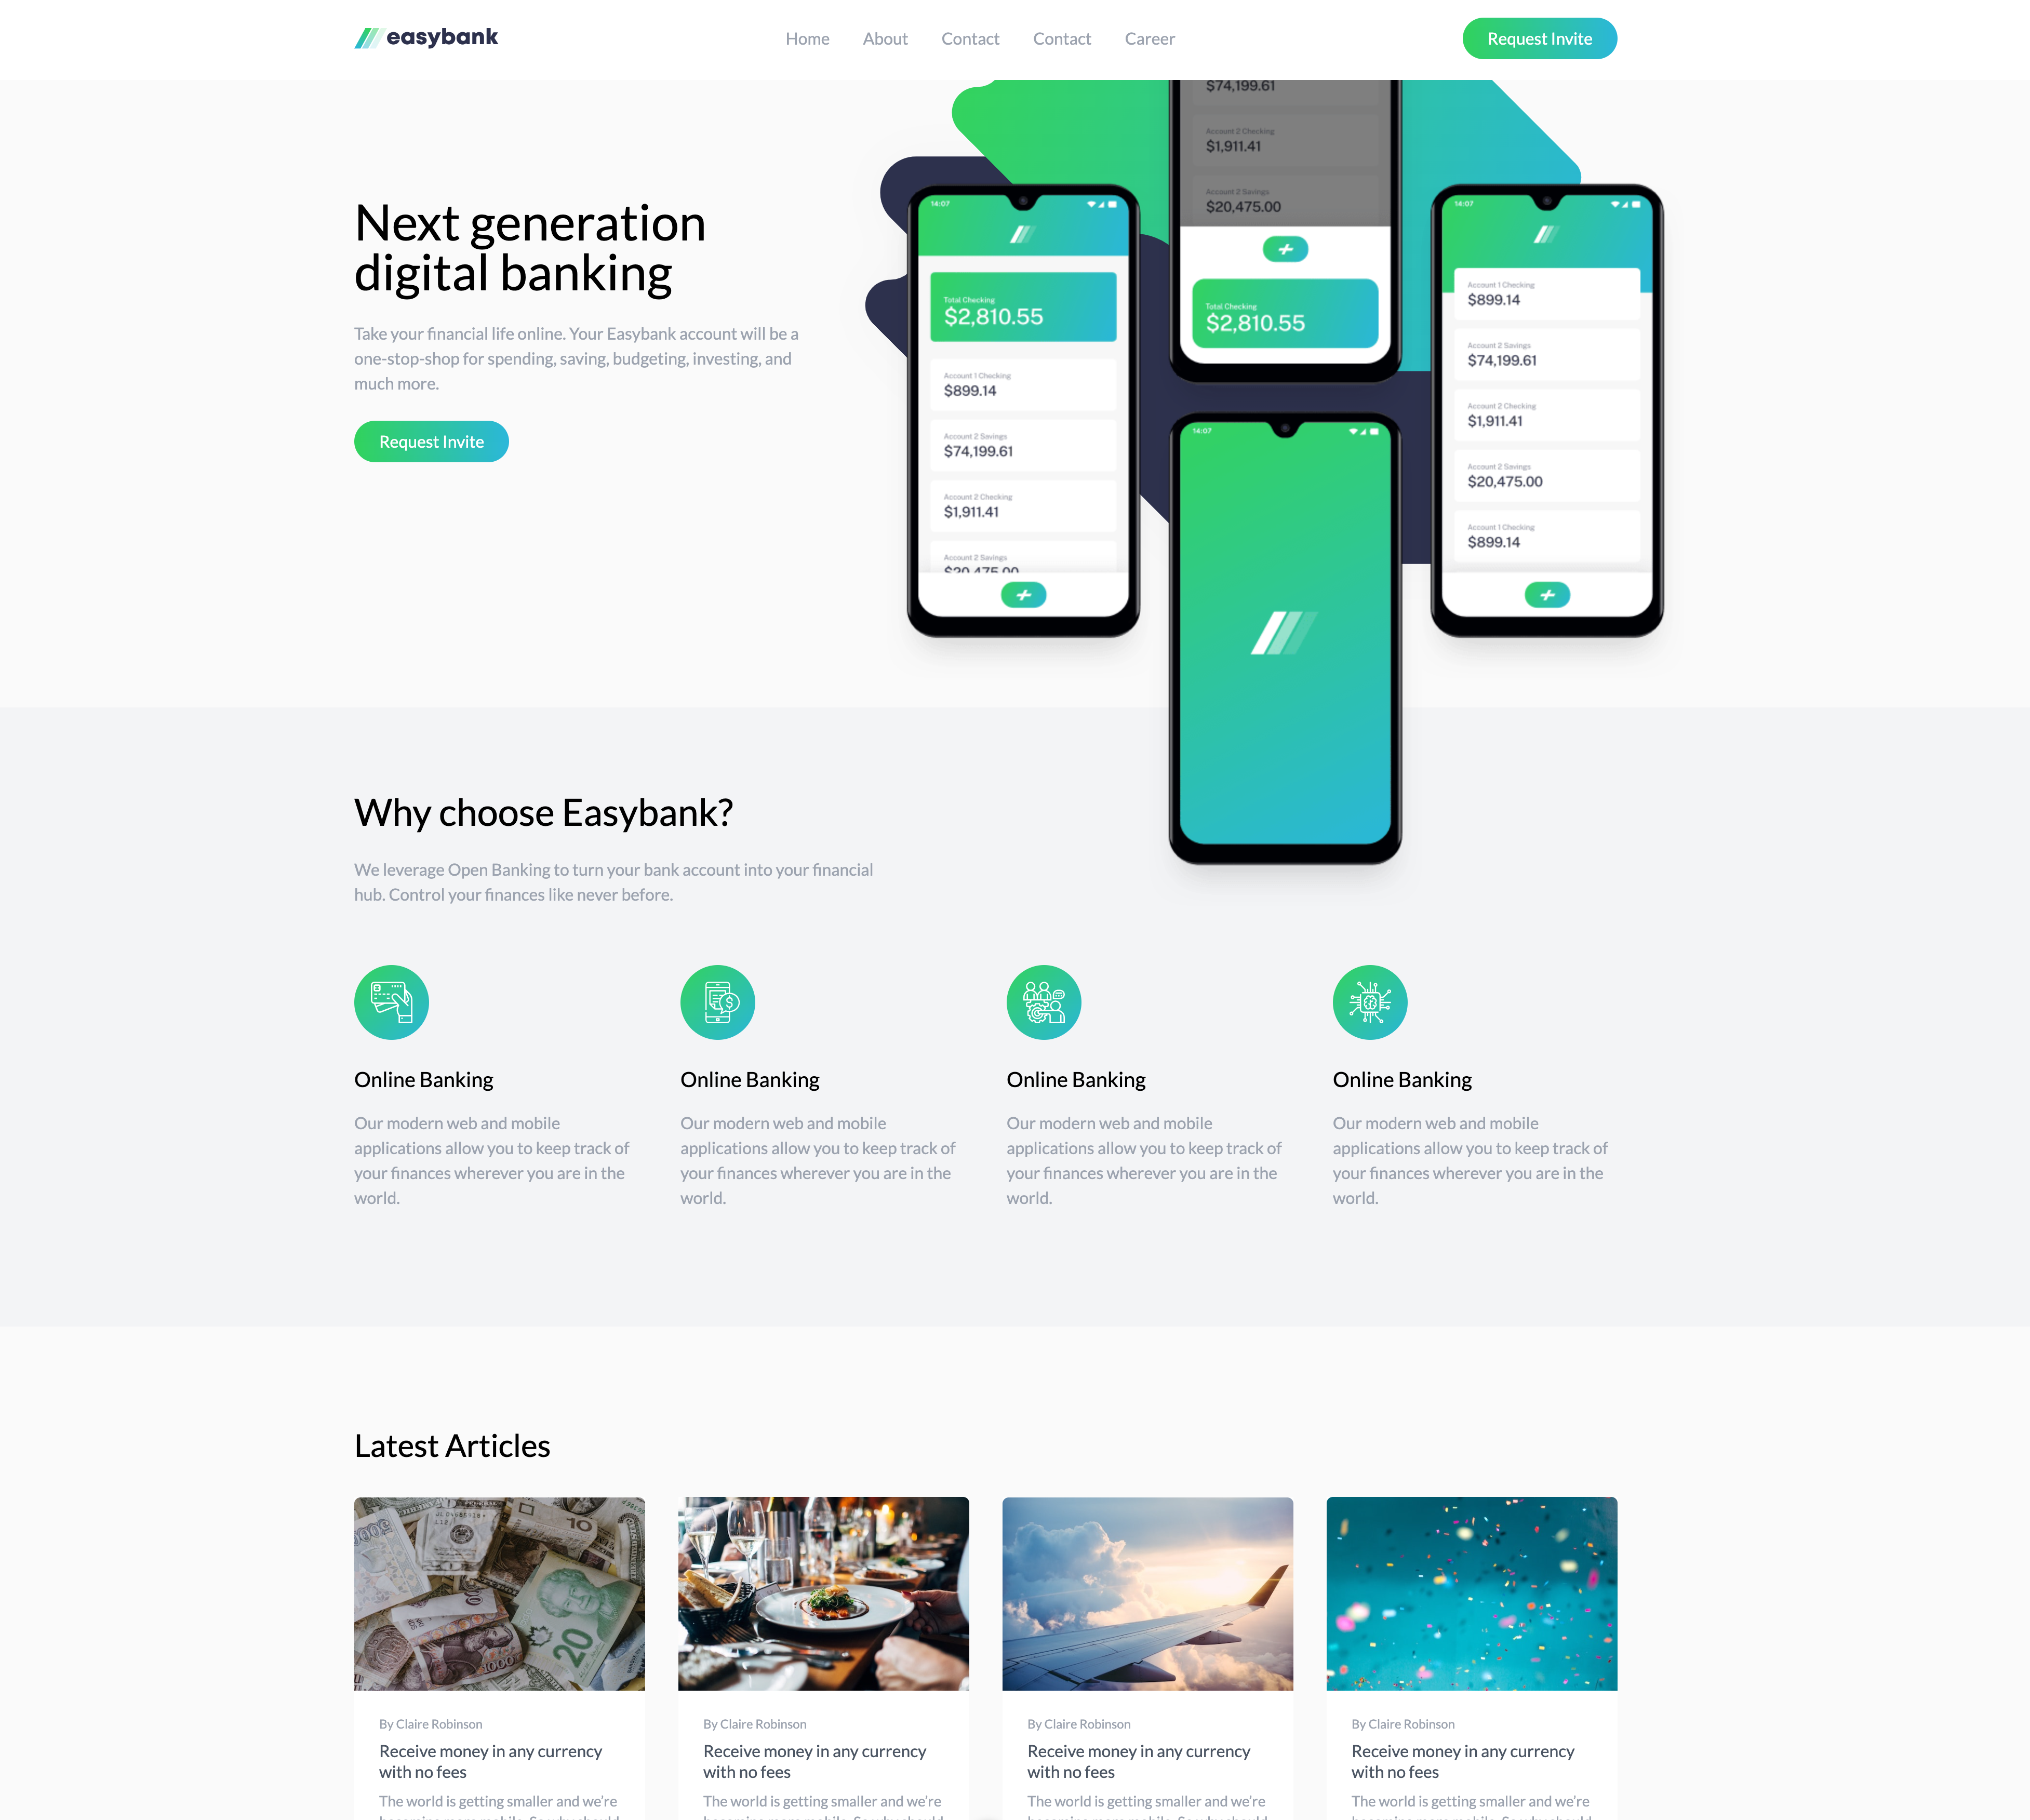 easybank
Home
About
Contact
Contact
Career
Request Invite
Next generation
digital banking
Take your financial life online. Your Easybank account will be a
one-stop-shop for spending, saving, budgeting, investing, and
much more.
Request Invite
14:07
Total Checking
$2,810.55
Account 1 Checking
$899.14
Account 2 Savings
$74,199.61
Account 2 Checking
$1,911.41
Account 2 Savings
$20,475.00
$74,199.61
Account 2 Checking
$1,911.41
Account 2 Savings
$20,475.00
Total Checking
$2,810.55
14:07
14:07
Account 1 Checking
$899.14
Account 2 Savings
$74,199.61
Account 2 Checking
$1,911.41
Account 2 Savings
$20,475.00
Account 1 Checking
$899.14
Why choose Easybank?
We leverage Open Banking to turn your bank account into your financial
hub. Control your finances like never before.
Online Banking
Our modern web and mobile
applications allow you to keep track of
your finances wherever you are in the
world.
Online Banking
Our modern web and mobile
applications allow you to keep track of
your finances wherever you are in the
world.
Online Banking
Our modern web and mobile
applications allow you to keep track of
your finances wherever you are in the
world.
Online Banking
Our modern web and mobile
applications allow you to keep track of
your finances wherever you are in the
world.
Latest Articles
10
20
1000
By Claire Robinson
Receive money in any currency
with no fees
The world is getting smaller and we're
By Claire Robinson
Receive money in any currency
with no fees
The world is getting smaller and we're
By Claire Robinson
Receive money in any currency
with no fees
The world is getting smaller and we're
By Claire Robinson
Receive money in any currency
with no fees
The world is getting smaller and we're